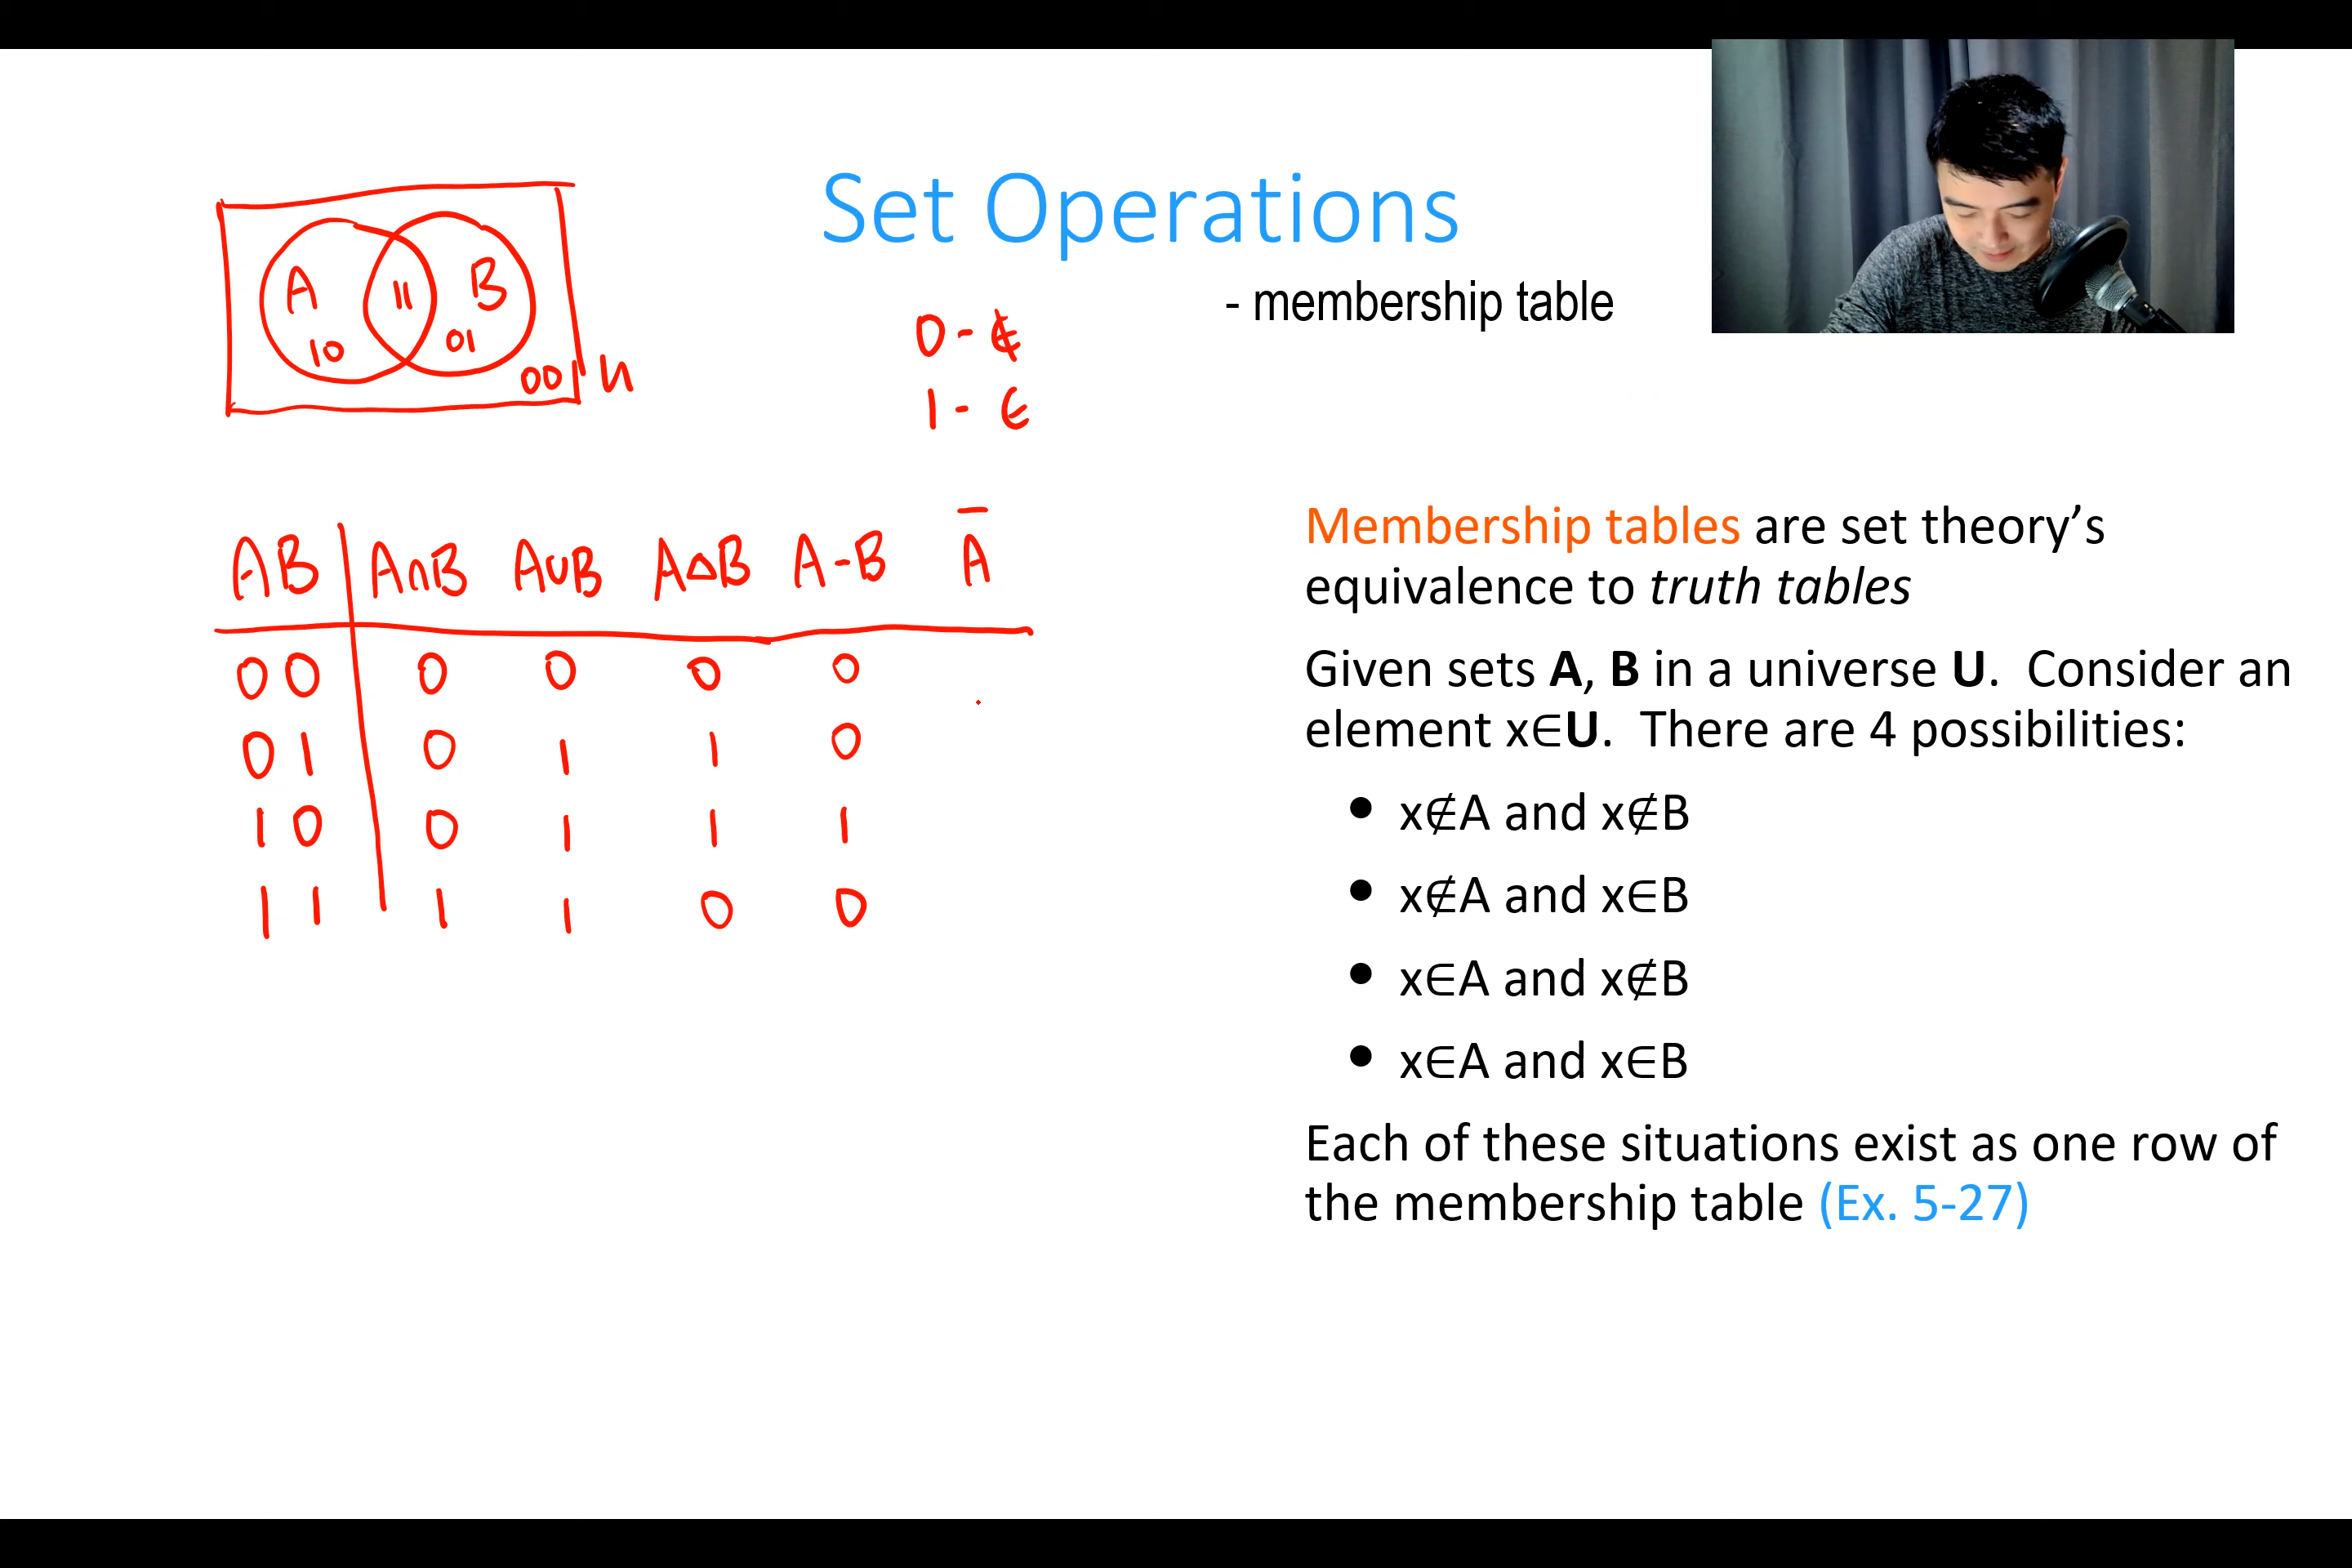 Set Operations
- membership table
A B
11
10 01
00 U
0 - ∉
1 - ∈
A B A∩B A∪B A△B A-B A̅
0 0 0 0 0 0
0 1 0 1 1 0
1 0 0 1 1 1
1 1 1 1 0 0
Membership tables are set theory’s
equivalence to truth tables
Given sets A, B in a universe U. Consider an
element x∈U. There are 4 possibilities:
• x∉A and x∉B
• x∉A and x∈B
• x∈A and x∉B
• x∈A and x∈B
Each of these situations exist as one row of
the membership table (Ex. 5-27)